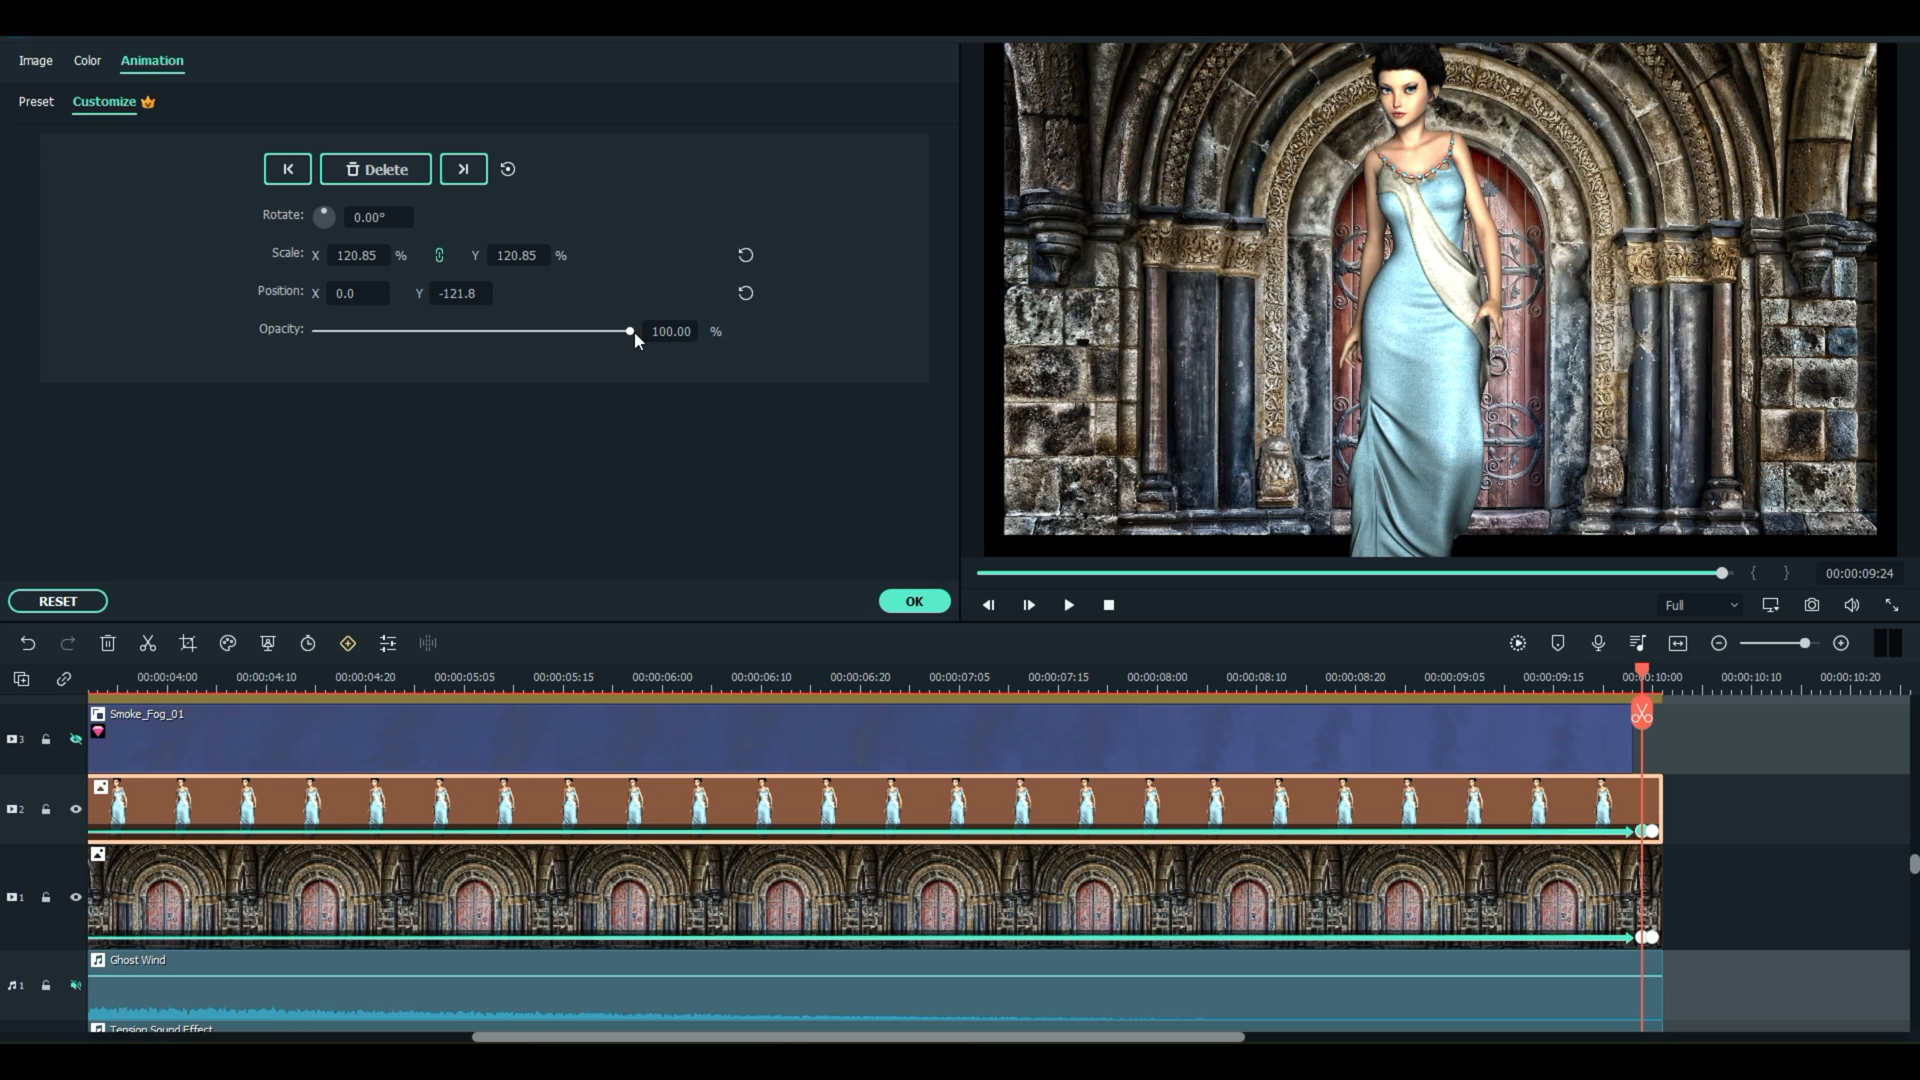 Image Color Animation
Preset Customize
Delete
Rotate: 0.00°
Scale: X 120.85 % Y 120.85 %
Position: X 0.0 Y -121.8
Opacity: 100.00 %
RESET OK
{ } 00:00:09:24
Full
00:00:04:00 00:00:04:10 00:00:04:20 00:00:05:05 00:00:05:15 00:00:06:00 00:00:06:10 00:00:06:20 00:00:07:05 00:00:07:15 00:00:08:00 00:00:08:10 00:00:08:20 00:00:09:05 00:00:09:15 00:00:10:00 00:00:10:10 00:00:10:20
Smoke_Fog_01
3
2
1
Ghost Wind
1
Tension Sound Effect